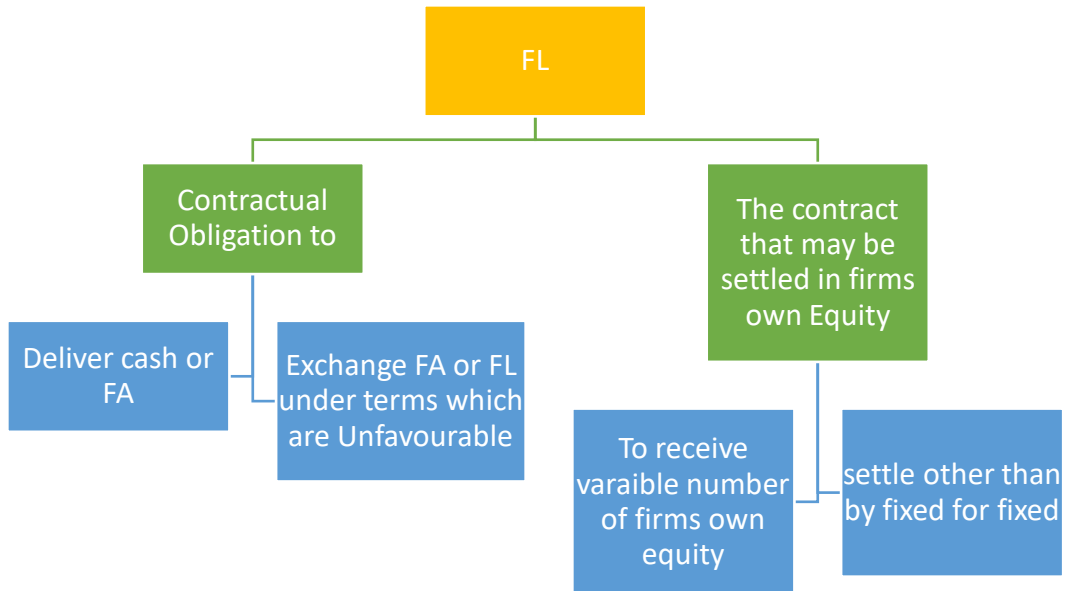 FL
Contractual
Obligation to
Deliver cash or
FA
Exchange FA or FL
under terms which
are Unfavourable
The contract
that may be
settled in firms
own Equity
To receive
varaible number
of firms own
equity
settle other than
by fixed for fixed